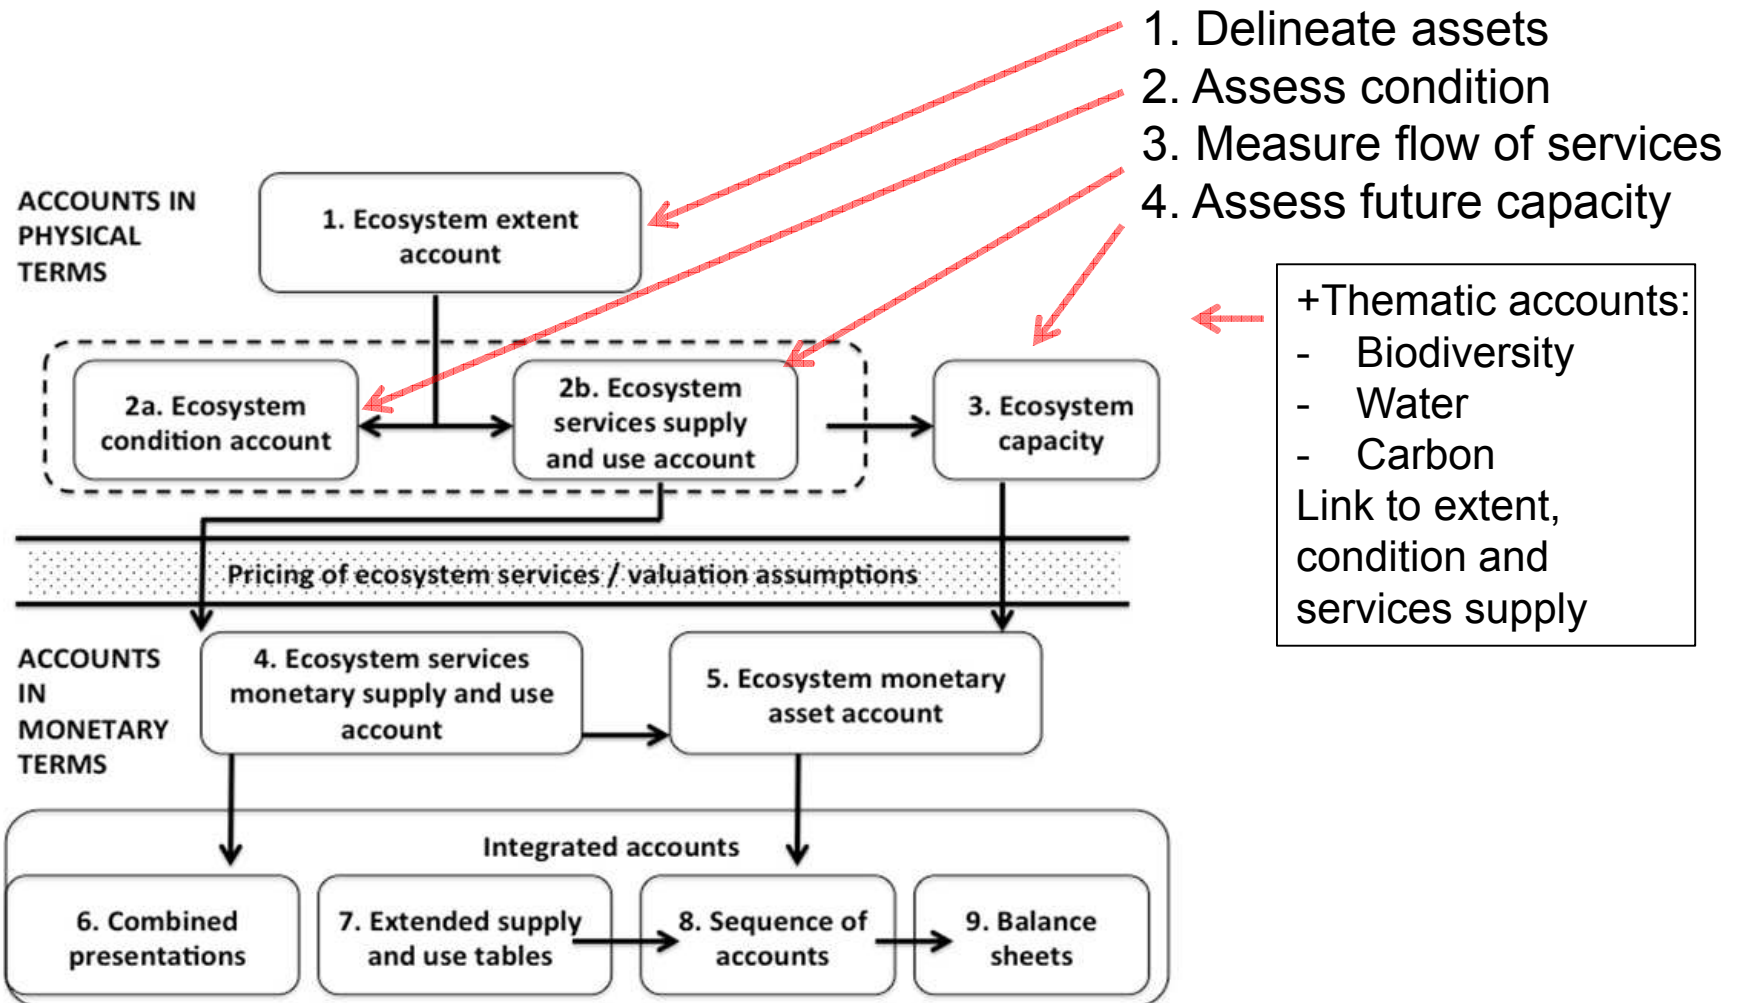 1. Delineate assets
2. Assess condition
3. Measure flow of services
4. Assess future capacity
ACCOUNTS IN
PHYSICAL
TERMS
1. Ecosystem extent
account
+Thematic accounts:
- Biodiversity
- Water
- Carbon
Link to extent,
condition and
services supply
2a. Ecosystem
condition account
2b. Ecosystem
services supply
and use account
3. Ecosystem
capacity
Pricing of ecosystem services / valuation assumptions
ACCOUNTS
IN
MONETARY
TERMS
4. Ecosystem services
monetary supply and use
account
5. Ecosystem monetary
asset account
Integrated accounts
6. Combined
presentations
7. Extended supply
and use tables
8. Sequence of
accounts
9. Balance
sheets